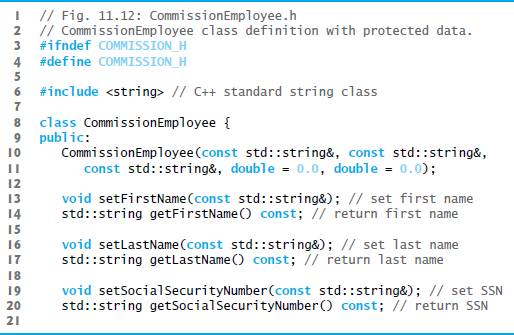 1 // Fig. 11.12: CommissionEmployee.h
2 // CommissionEmployee class definition with protected data.
3 #ifndef COMMISSION_H
4 #define COMMISSION_H
5
6 #include <string> // C++ standard string class
7
8 class CommissionEmployee {
9 public:
10 CommissionEmployee(const std::string&, const std::string&,
11 const std::string&, double = 0.0, double = 0.0);
12
13 void setFirstName(const std::string&); // set first name
14 std::string getFirstName() const; // return first name
15
16 void setLastName(const std::string&); // set last name
17 std::string getLastName() const; // return last name
18
19 void setSocialSecurityNumber(const std::string&); // set SSN
20 std::string getSocialSecurityNumber() const; // return SSN
21